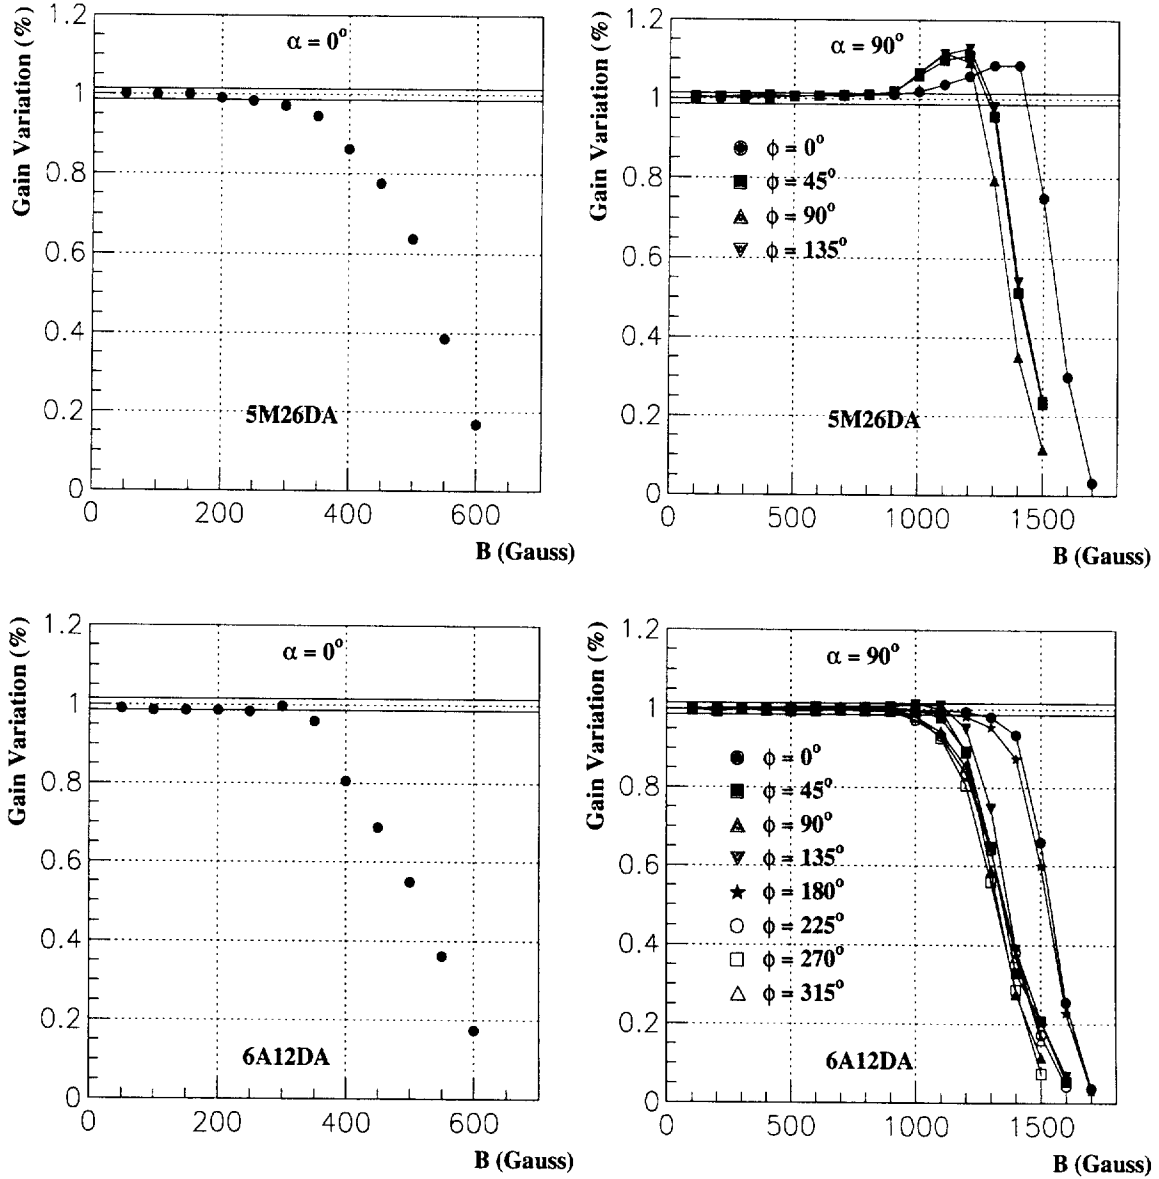 1.2
1
0.8
0.6
0.4
0.2
0
Gain Variation (%)
α = 0°
5M26DA
0
200
400
600
B (Gauss)
1.2
1
0.8
0.6
0.4
0.2
0
Gain Variation (%)
α = 90°
ϕ = 0°
ϕ = 45°
ϕ = 90°
ϕ = 135°
5M26DA
0
500
1000
1500
B (Gauss)
1.2
1
0.8
0.6
0.4
0.2
0
Gain Variation (%)
α = 0°
6A12DA
0
200
400
600
B (Gauss)
1.2
1
0.8
0.6
0.4
0.2
0
Gain Variation (%)
α = 90°
ϕ = 0°
ϕ = 45°
ϕ = 90°
ϕ = 135°
ϕ = 180°
ϕ = 225°
ϕ = 270°
ϕ = 315°
6A12DA
0
500
1000
1500
B (Gauss)